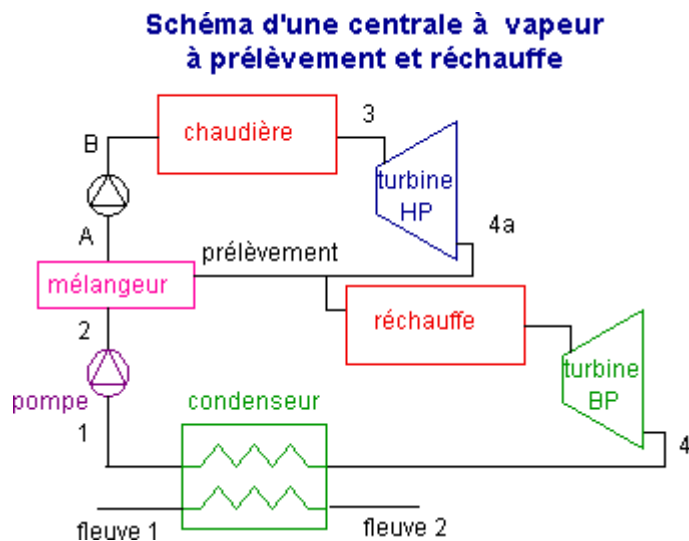 Schéma d'une centrale à vapeur
à prélèvement et réchauffe
3
chaudière
B
turbine
HP
4a
A
prélèvement
mélangeur
réchauffe
2
turbine
BP
pompe
condenseur
1
4
fleuve 1
fleuve 2